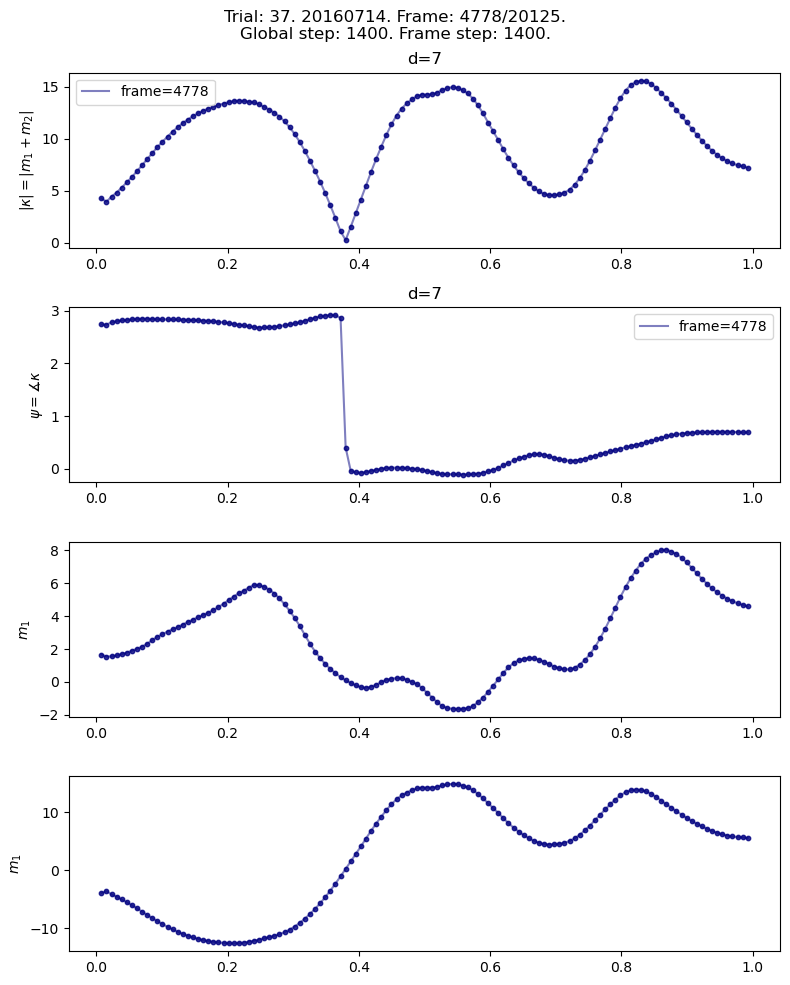 Trial: 37. 20160714. Frame: 4778/20125.
Global step: 1400. Frame step: 1400.
d=7
frame=4778
|κ| = |m₁ + m₂|
15
10
5
0
0.0 0.2 0.4 0.6 0.8 1.0
d=7
frame=4778
ψ = ∡κ
3
2
1
0
0.0 0.2 0.4 0.6 0.8 1.0
m₁
8
6
4
2
0
−2
0.0 0.2 0.4 0.6 0.8 1.0
m₁
10
0
−10
0.0 0.2 0.4 0.6 0.8 1.0